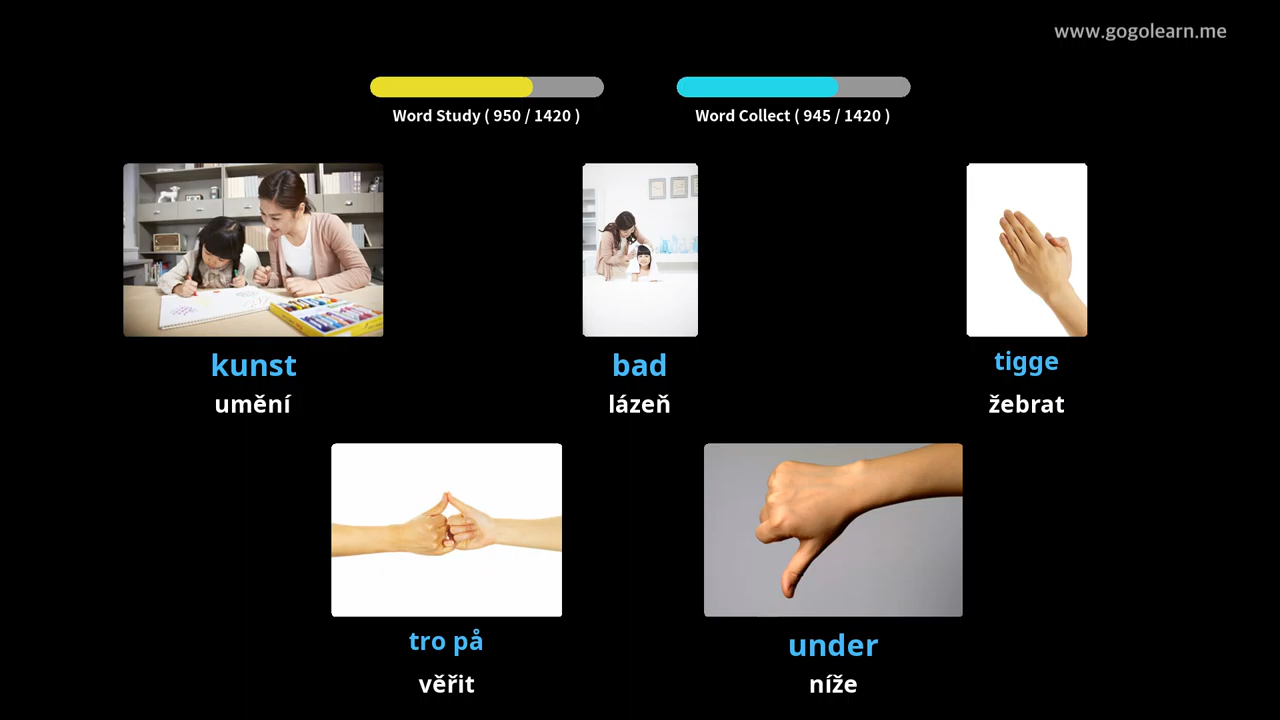 www.gogolearn.me
Word Study ( 950 / 1420 )
Word Collect ( 945 / 1420 )
kunst
umění
bad
lázeň
tigge
žebrat
tro på
věřit
under
níže